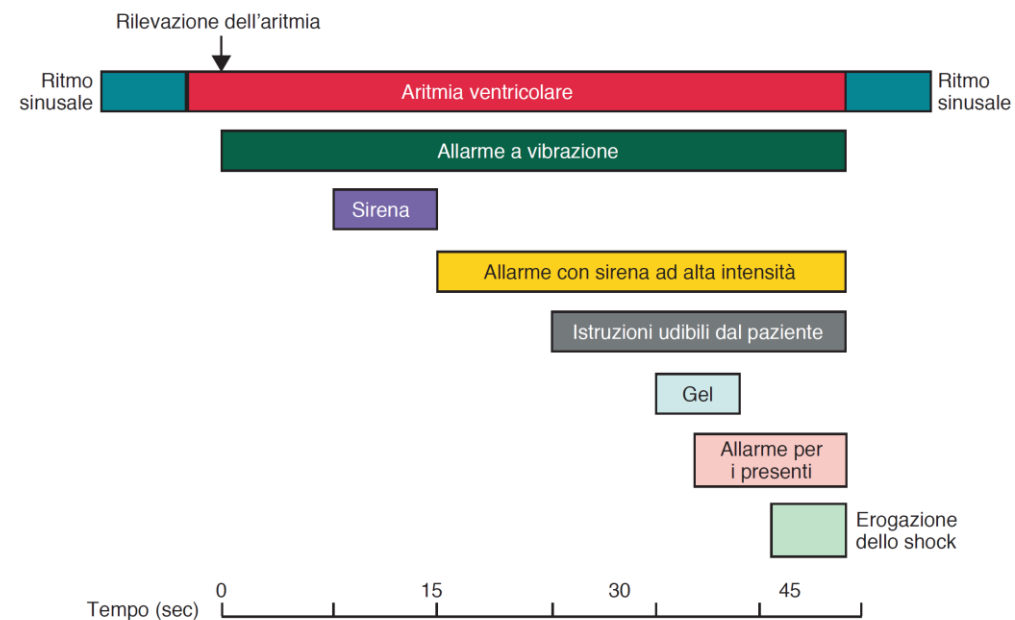 Rilevazione dell'aritmia
Ritmo
sinusale
Aritmia ventricolare
Ritmo
sinusale
Allarme a vibrazione
Sirena
Allarme con sirena ad alta intensità
Istruzioni udibili dal paziente
Gel
Allarme per
i presenti
Erogazione
dello shock
0 15 30 45
Tempo (sec)